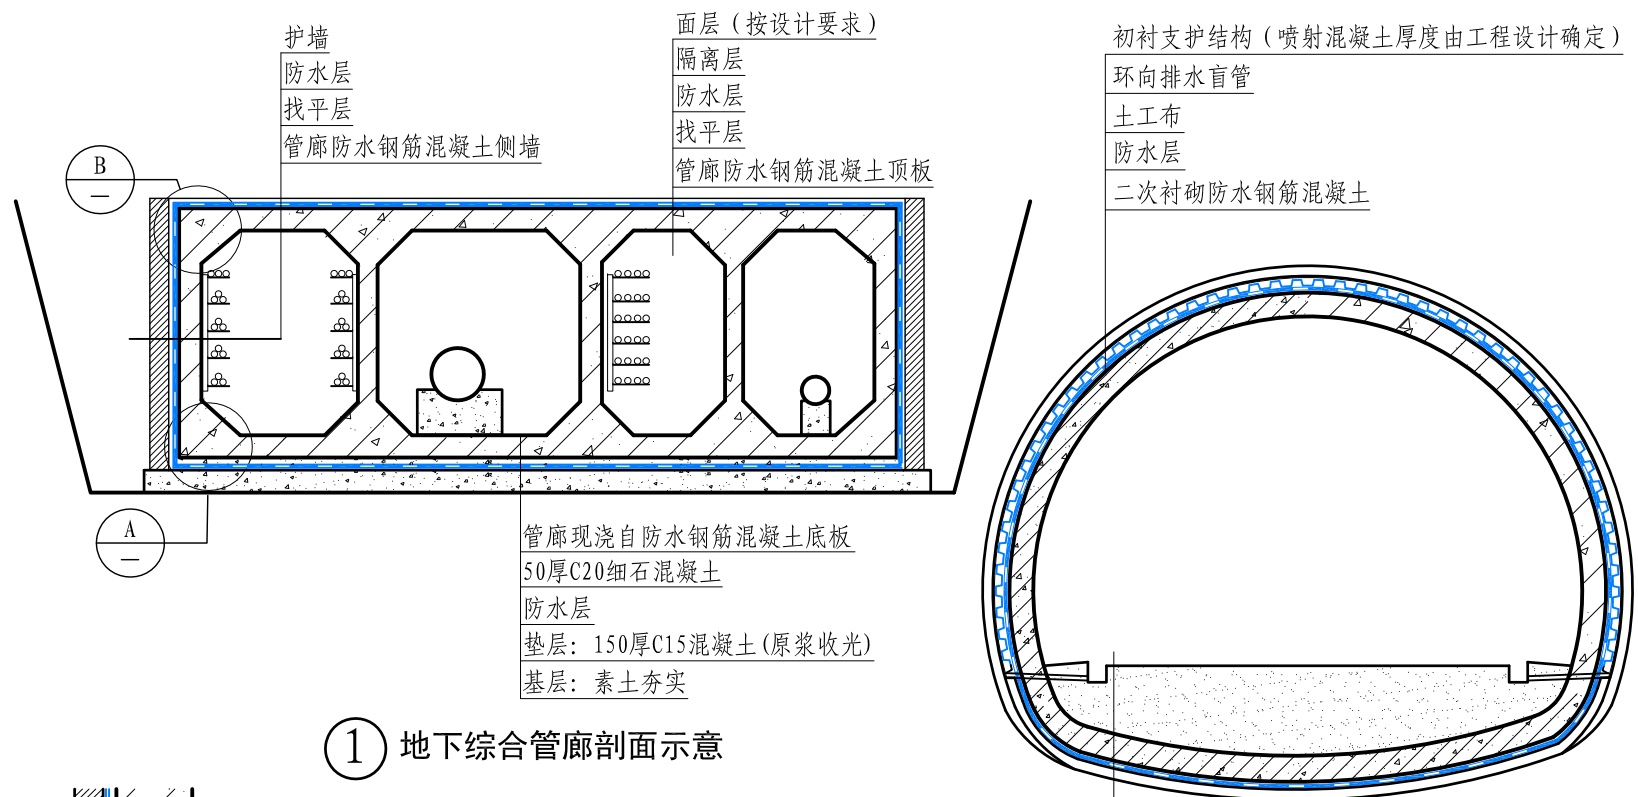 护墙
防水层
找平层
管廊防水钢筋混凝土侧墙
面层（按设计要求）
隔离层
防水层
找平层
管廊防水钢筋混凝土顶板
初衬支护结构（喷射混凝土厚度由工程设计确定）
环向排水盲管
土工布
防水层
二次衬砌防水钢筋混凝土
B
—
A
—
管廊现浇自防水钢筋混凝土底板
50厚C20细石混凝土
防水层
垫层：150厚C15混凝土(原浆收光)
基层：素土夯实
1 地下综合管廊剖面示意